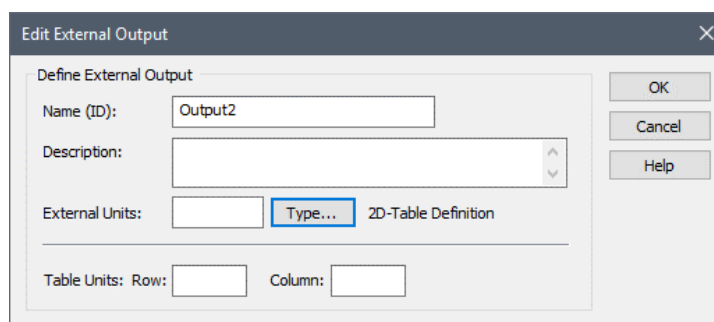 Edit External Output
Define External Output
OK
Name (ID): Output2
Cancel
Description:
Help
External Units: Type... 2D-Table Definition
Table Units: Row: Column: